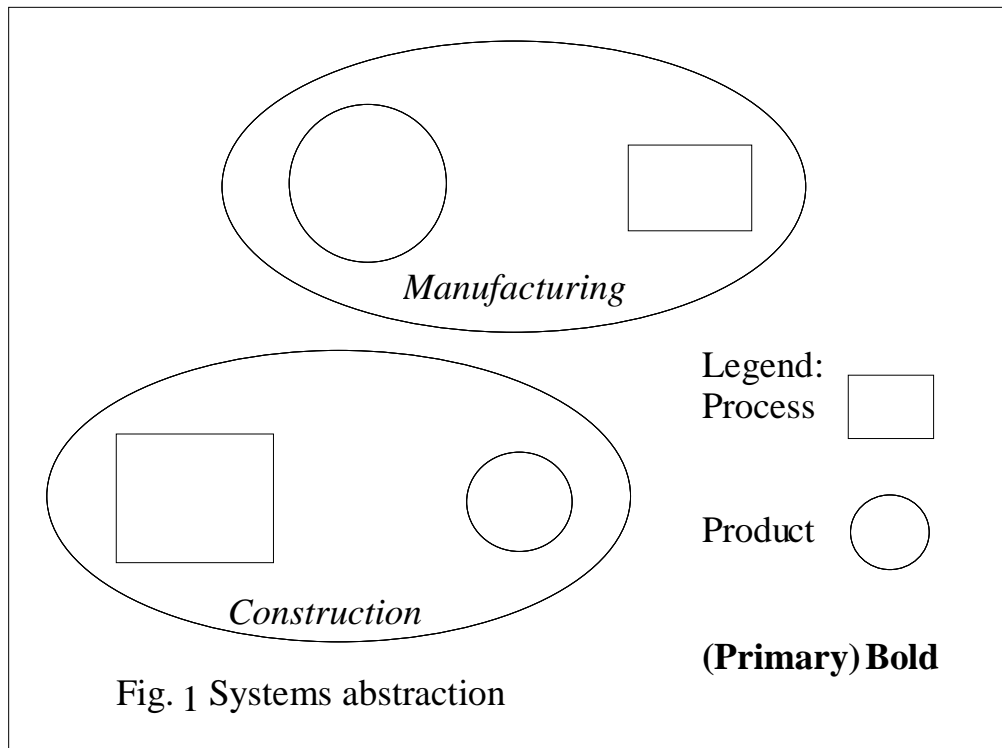 Manufacturing
Legend:
Process
Product
Construction
(Primary) Bold
Fig. 1 Systems abstraction